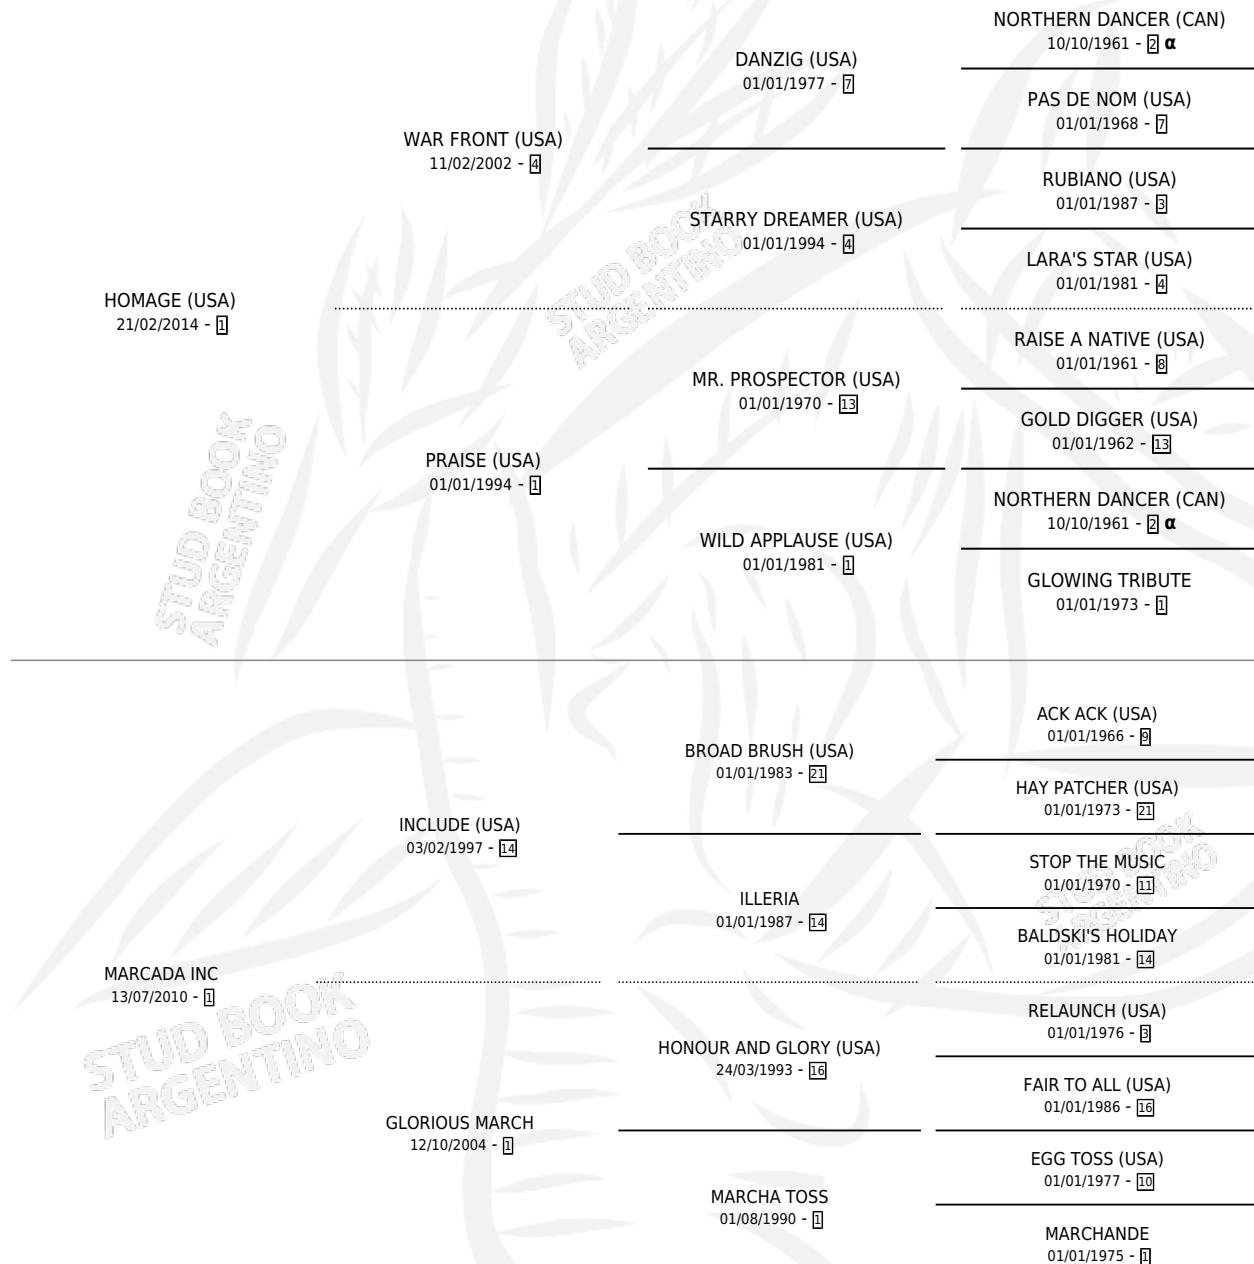 NORTHERN DANCER (CAN)
10/10/1961 - 2 α
DANZIG (USA)
01/01/1977 - 7
PAS DE NOM (USA)
01/01/1968 - 7
WAR FRONT (USA)
11/02/2002 - 4
RUBIANO (USA)
01/01/1987 - 3
STARRY DREAMER (USA)
01/01/1994 - 4
LARA'S STAR (USA)
01/01/1981 - 4
HOMAGE (USA)
21/02/2014 - 1
RAISE A NATIVE (USA)
01/01/1961 - 8
MR. PROSPECTOR (USA)
01/01/1970 - 13
GOLD DIGGER (USA)
01/01/1962 - 13
PRAISE (USA)
01/01/1994 - 1
NORTHERN DANCER (CAN)
10/10/1961 - 2 α
WILD APPLAUSE (USA)
01/01/1981 - 1
GLOWING TRIBUTE
01/01/1973 - 1
ACK ACK (USA)
01/01/1966 - 9
BROAD BRUSH (USA)
01/01/1983 - 21
HAY PATCHER (USA)
01/01/1973 - 21
INCLUDE (USA)
03/02/1997 - 14
STOP THE MUSIC
01/01/1970 - 11
ILLERIA
01/01/1987 - 14
BALDSKI'S HOLIDAY
01/01/1981 - 14
MARCADA INC
13/07/2010 - 1
RELAUNCH (USA)
01/01/1976 - 3
HONOUR AND GLORY (USA)
24/03/1993 - 16
FAIR TO ALL (USA)
01/01/1986 - 16
GLORIOUS MARCH
12/10/2004 - 1
EGG TOSS (USA)
01/01/1977 - 10
MARCHA TOSS
01/08/1990 - 1
MARCHANDE
01/01/1975 - 1
STUD BOOK
ARGENTINO
STUD BOOK
ARGENTINO
STUD BOOK
ARGENTINO
STUD BOOK
ARGENTINO